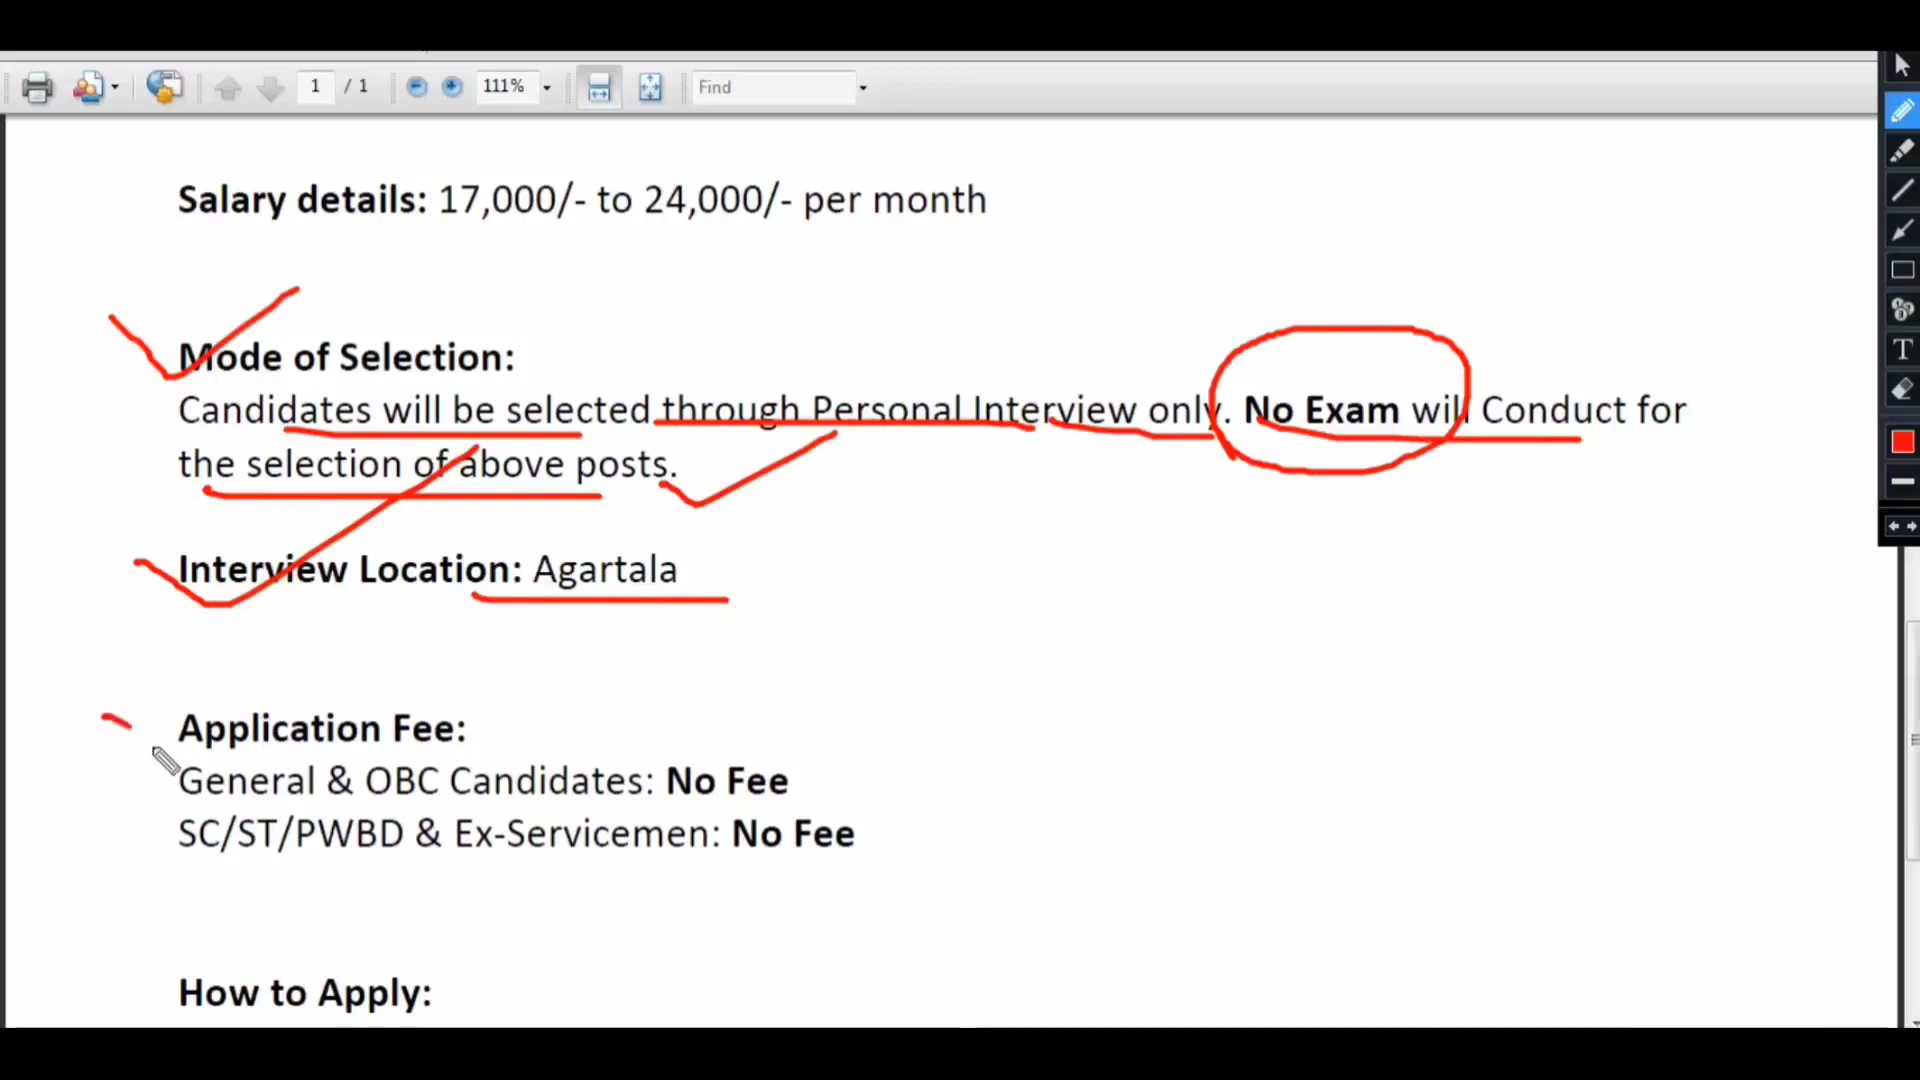 1 / 1 111% Find
Salary details: 17,000/- to 24,000/- per month
Mode of Selection:
Candidates will be selected through Personal Interview only. No Exam will Conduct for
the selection of above posts.
Interview Location: Agartala
Application Fee:
General & OBC Candidates: No Fee
SC/ST/PWBD & Ex-Servicemen: No Fee
How to Apply:
T